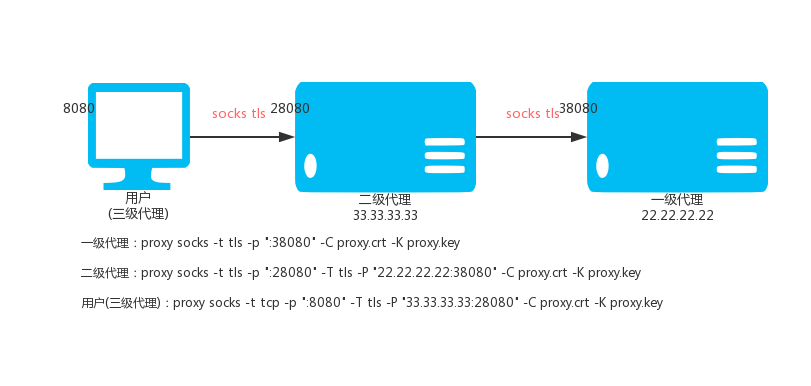 8080
socks tls
28080
socks tls
38080
用户
(三级代理)
二级代理
33.33.33.33
一级代理
22.22.22.22
一级代理：proxy socks -t tls -p ":38080" -C proxy.crt -K proxy.key
二级代理：proxy socks -t tls -p ":28080" -T tls -P "22.22.22.22:38080" -C proxy.crt -K proxy.key
用户(三级代理)：proxy socks -t tcp -p ":8080" -T tls -P "33.33.33.33:28080" -C proxy.crt -K proxy.key